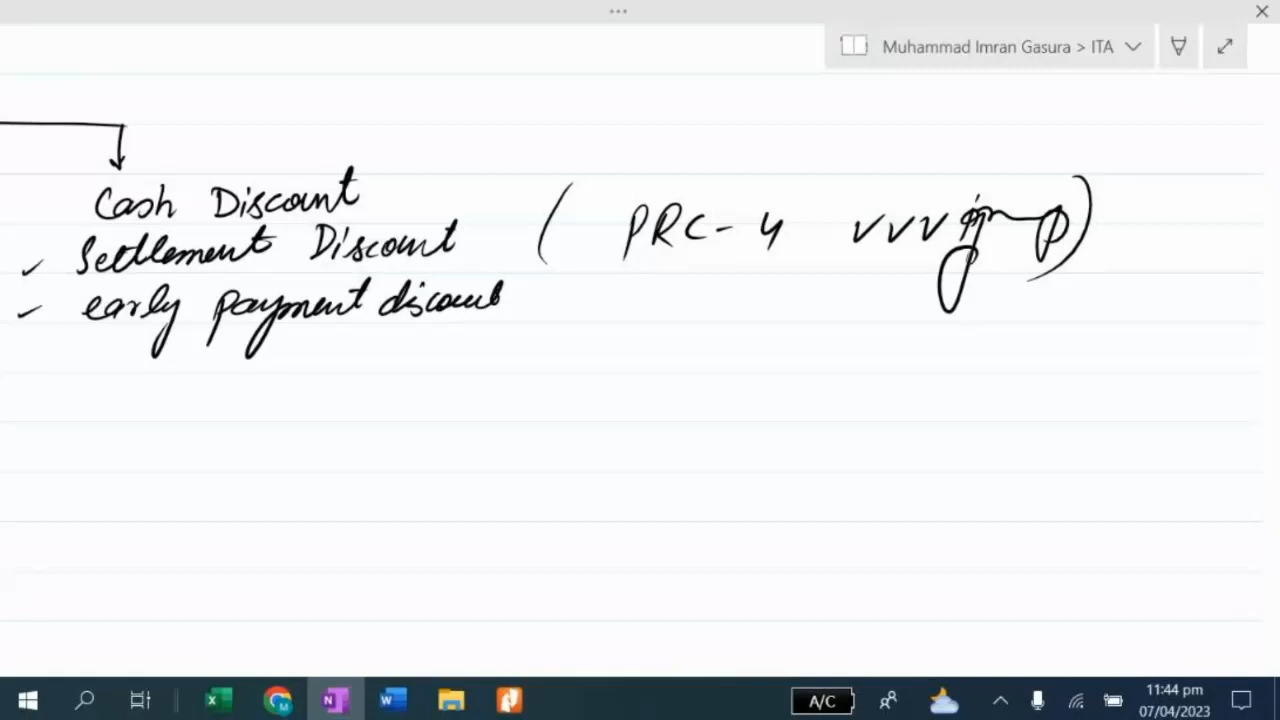 Muhammad Imran Gasura > ITA
Cash Discount
Settlement Discount ( PRC-4 vvv imp)
early payment discount
A/C
11:44 pm
07/04/2023